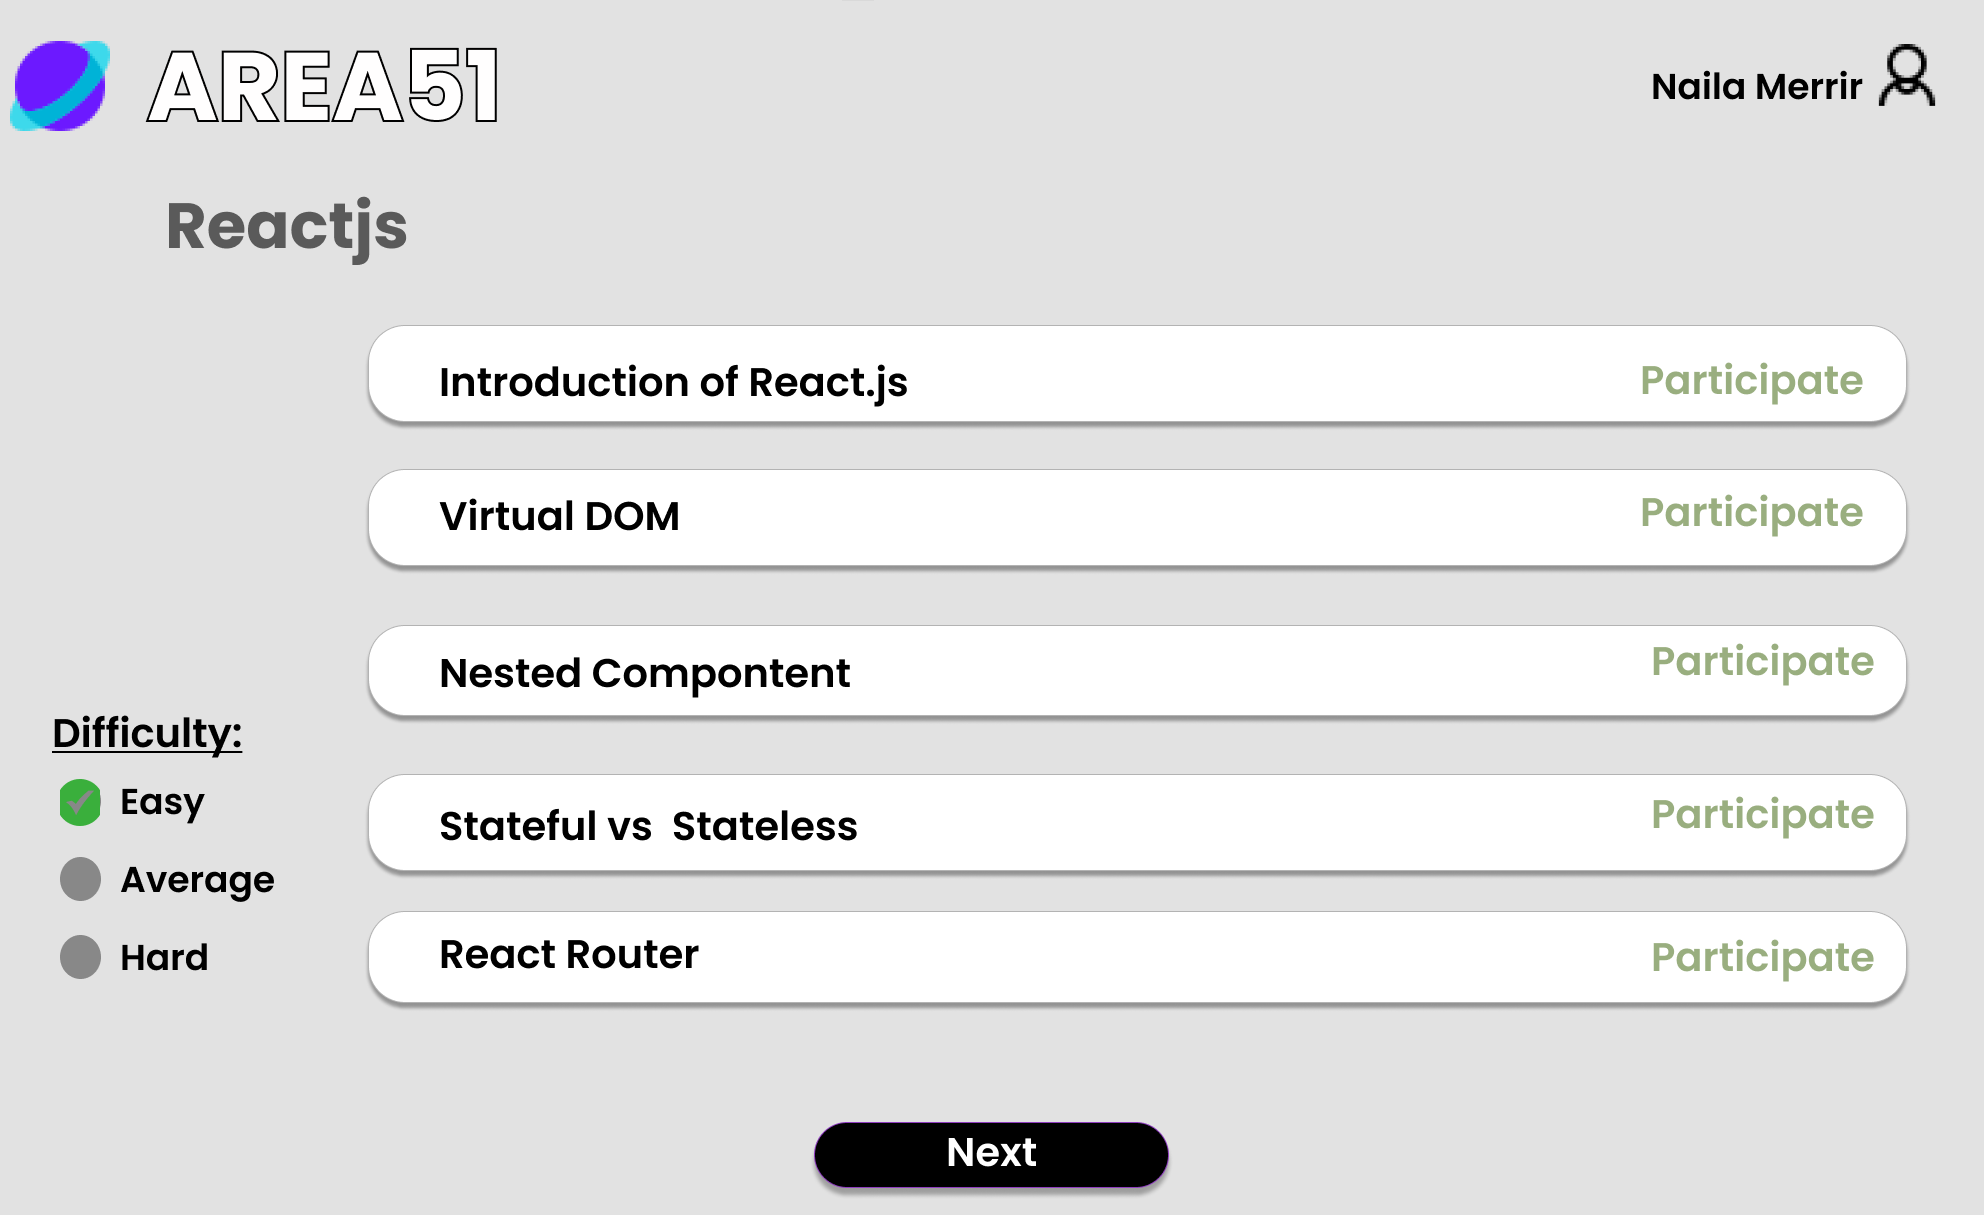 AREA51
Naila Merrir
Reactjs
Introduction of React.js
Participate
Virtual DOM
Participate
Nested Compontent
Participate
Stateful vs  Stateless
Participate
React Router
Participate
Difficulty:
Easy
Average
Hard
Next